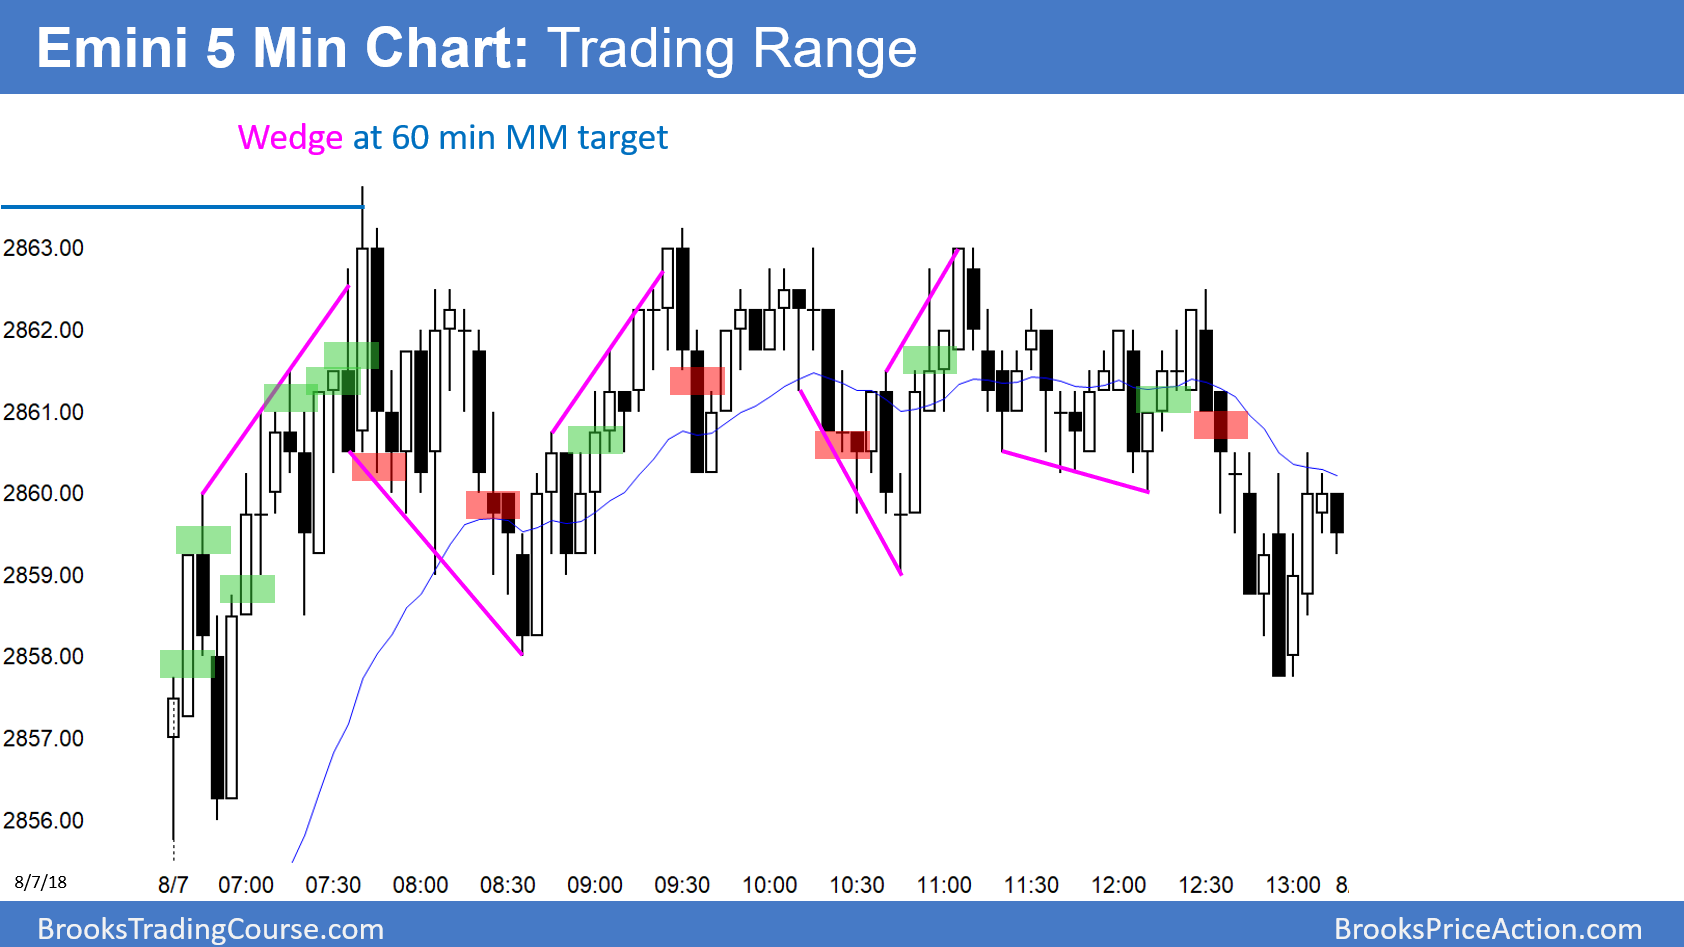 Emini 5 Min Chart: Trading Range
Wedge at 60 min MM target
2863.00
2862.00
2861.00
2860.00
2859.00
2858.00
2857.00
2856.00
8/7/18
8/7 07:00 07:30 08:00 08:30 09:00 09:30 10:00 10:30 11:00 11:30 12:00 12:30 13:00 8
BrooksTradingCourse.com
BrooksPriceAction.com